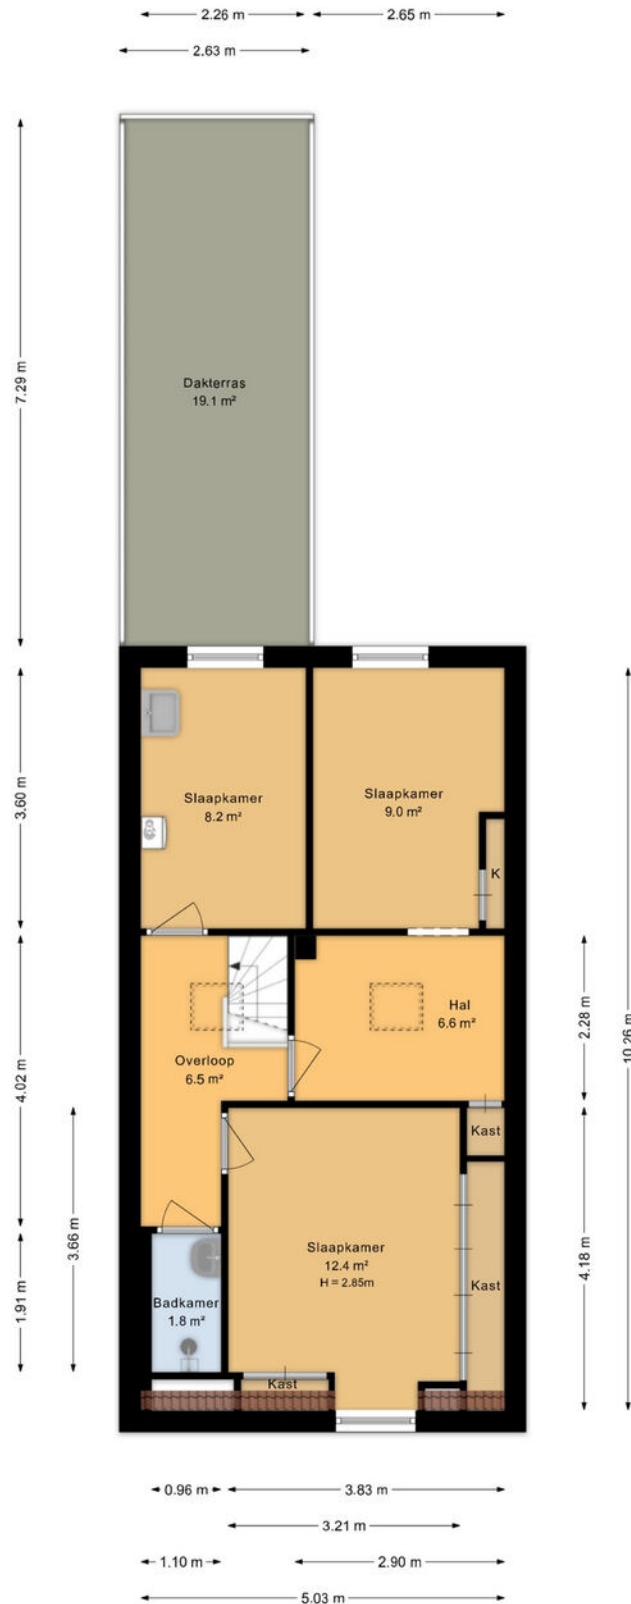 2.26 m
2.65 m
2.63 m
7.29 m
Dakterras
19.1 m²
3.60 m
Slaapkamer
8.2 m²
Slaapkamer
9.0 m²
K
10.26 m
4.02 m
2.28 m
Hal
6.6 m²
Overloop
6.5 m²
Kast
3.66 m
4.18 m
Slaapkamer
12.4 m²
H = 2.85m
Kast
1.91 m
Badkamer
1.8 m²
Kast
0.96 m
3.83 m
3.21 m
1.10 m
2.90 m
5.03 m